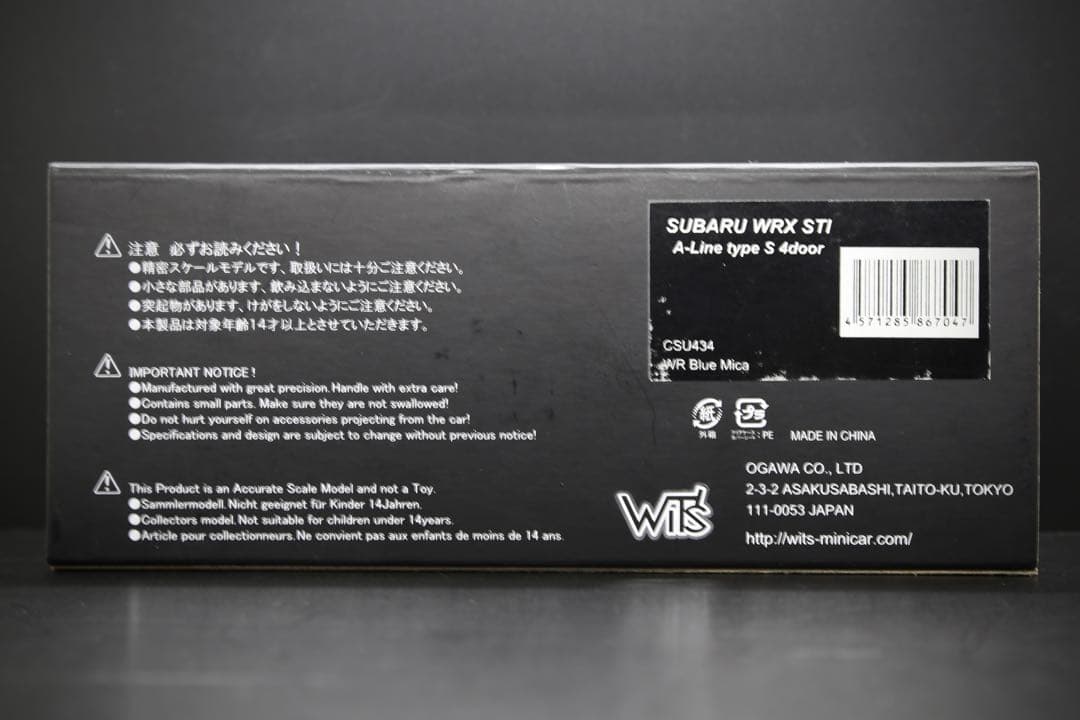 注意 必ずお読みください！
●精密スケールモデルです、取扱いには十分ご注意ください。
●小さな部品があります、飲み込まないようにご注意ください。
●突起物があります、けがをしないようにご注意ください。
●本製品は対象年齢14才以上とさせていただきます。
IMPORTANT NOTICE!
●Manufactured with great precision. Handle with extra care!
●Contains small parts. Make sure they are not swallowed!
●Do not hurt yourself on accessories projecting from the car!
●Specifications and design are subject to change without previous notice!
This Product is an Accurate Scale Model and not a Toy.
●Sammlermodell. Nicht geeignet für Kinder 14Jahren.
●Collectors model. Not suitable for children under 14years.
●Article pour collectionneurs. Ne convient pas aux enfants de moins de 14 ans.
SUBARU WRX STI
A-Line type S 4door
4 571285 867047
CSU434
WR Blue Mica
紙
外箱
プラ
: PE
MADE IN CHINA
OGAWA CO., LTD
2-3-2 ASAKUSABASHI,TAITO-KU,TOKYO
111-0053 JAPAN
http://wits-minicar.com/
Wit's